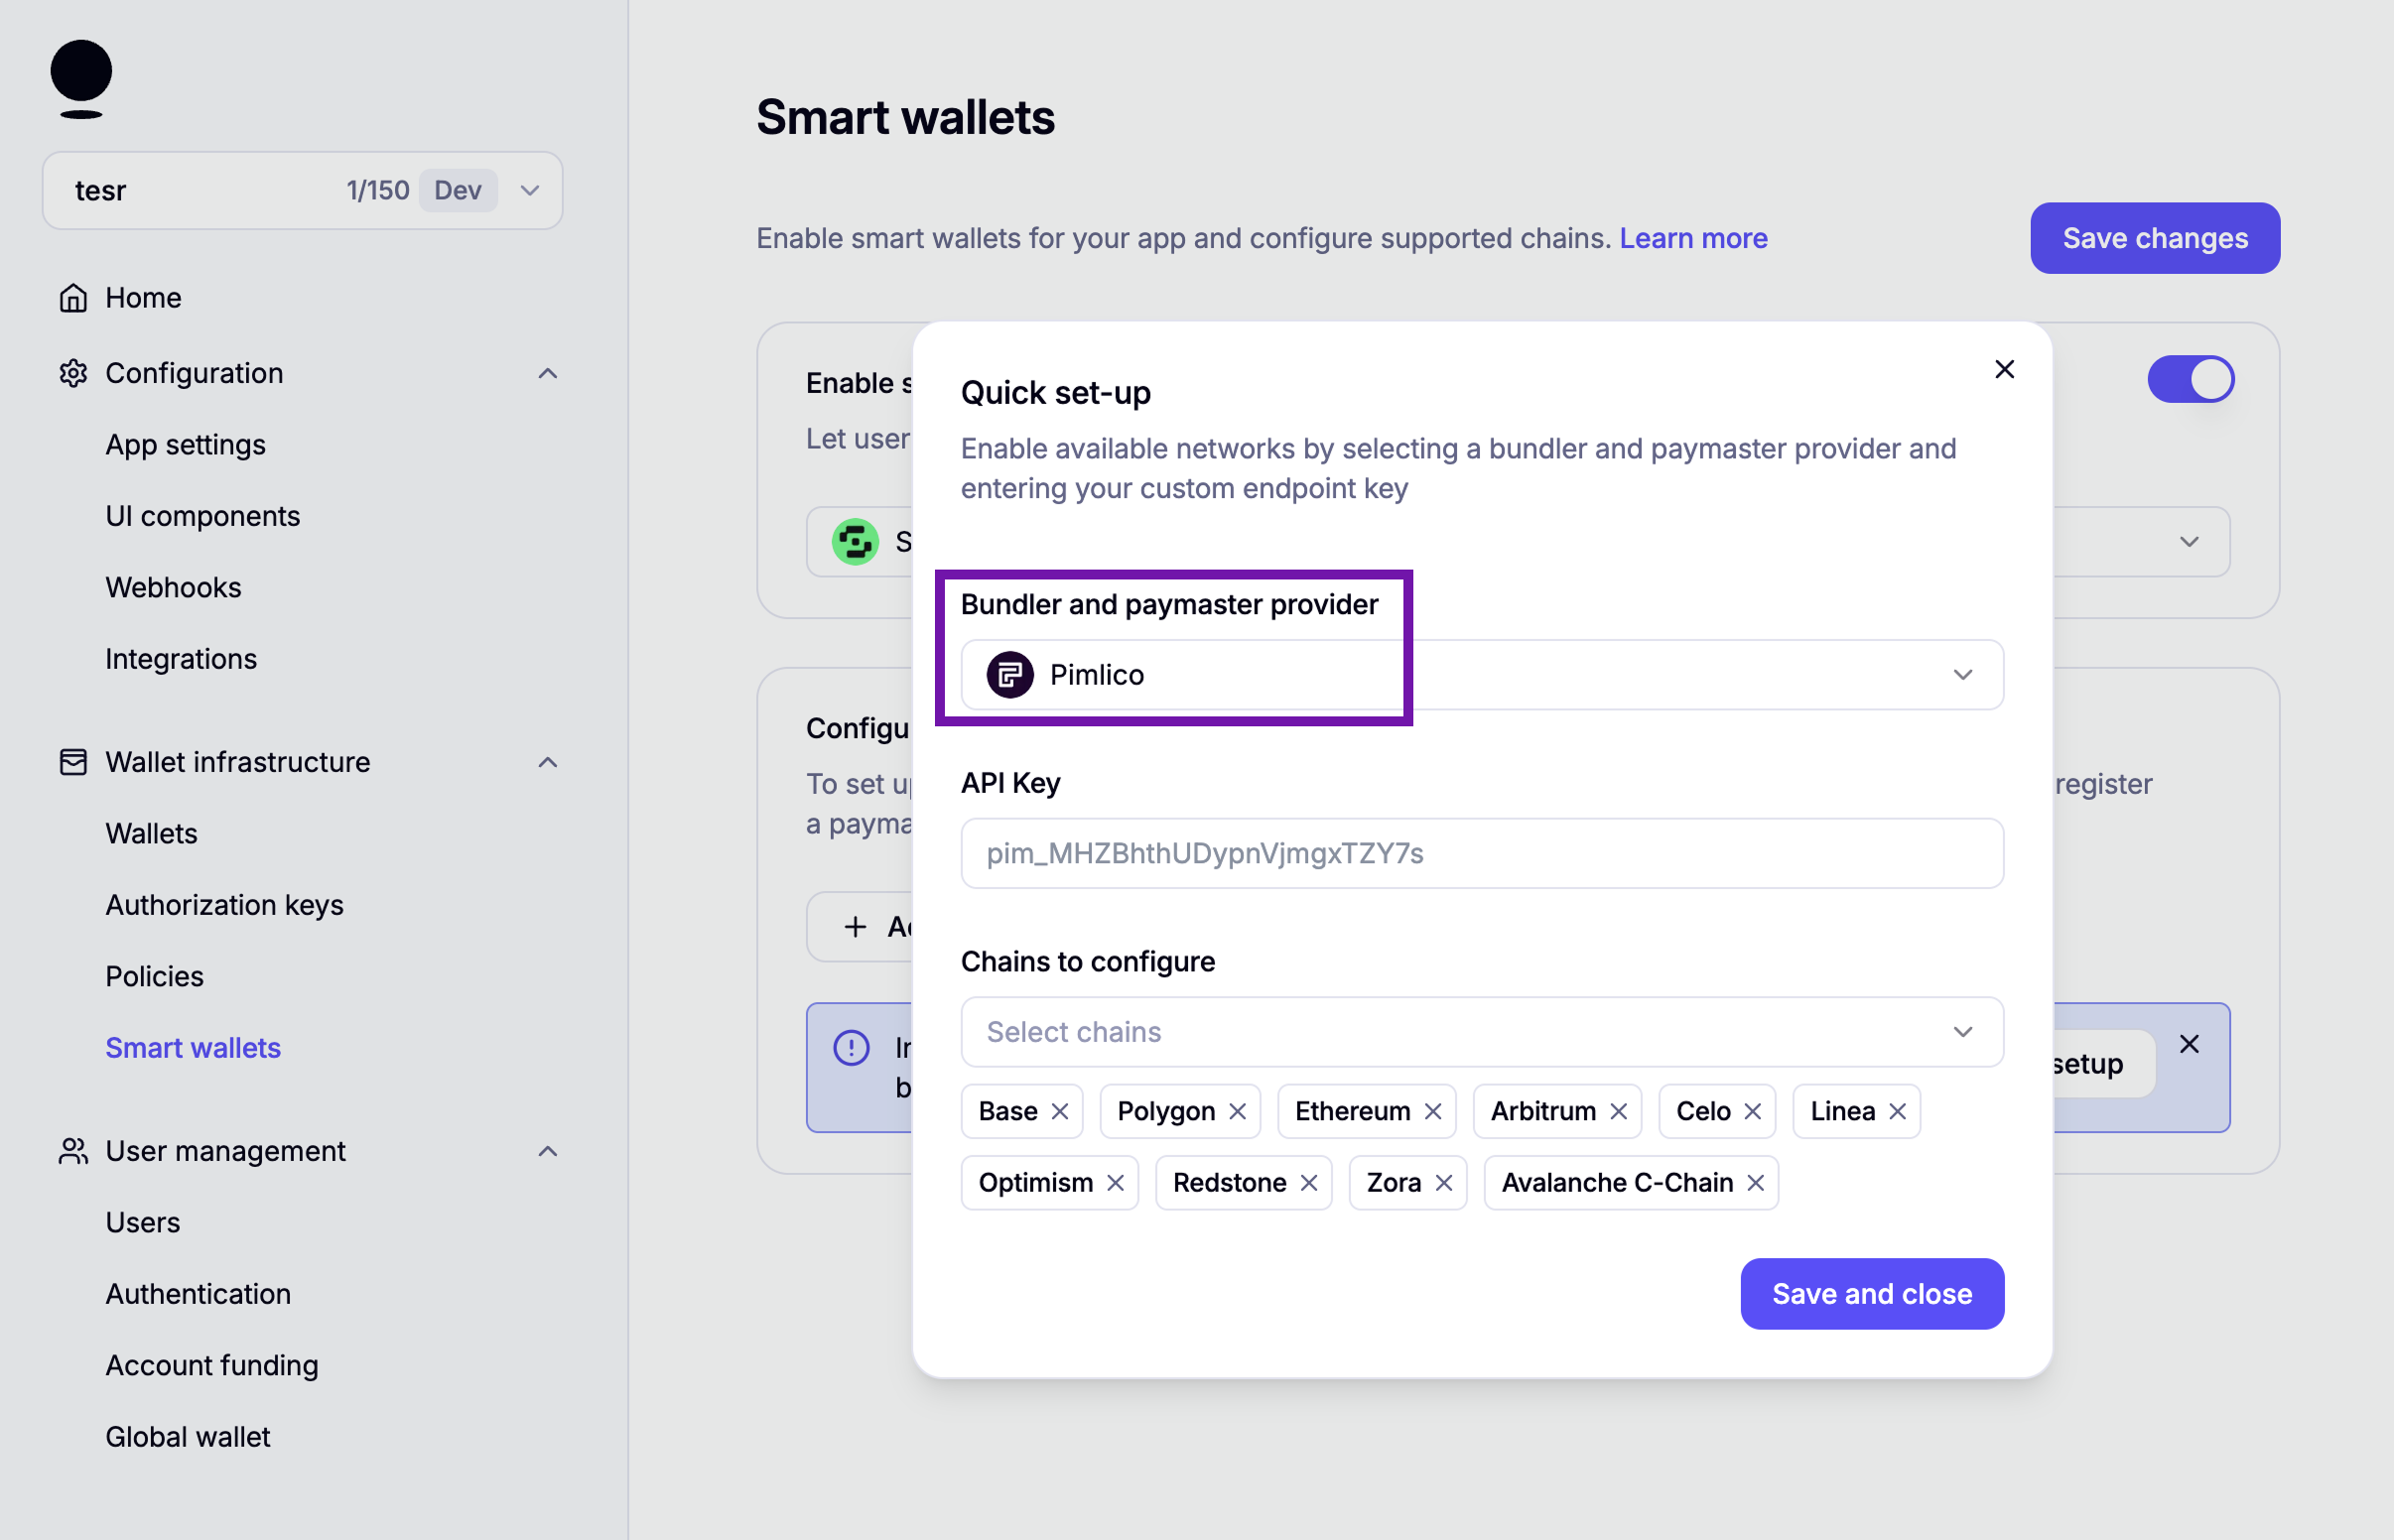 tesr
1/150
Dev
Home
Configuration
App settings
UI components
Webhooks
Integrations
Wallet infrastructure
Wallets
Authorization keys
Policies
Smart wallets
User management
Users
Authentication
Account funding
Global wallet
Smart wallets
Enable smart wallets for your app and configure supported chains. Learn more
Save changes
Enable s
Let user
S
Configu
To set u
register
a payma
setup
Quick set-up
Enable available networks by selecting a bundler and paymaster provider and
entering your custom endpoint key
Bundler and paymaster provider
Pimlico
API Key
pim_MHZBhthUDypnVjmgxTZY7s
Chains to configure
Select chains
Base
Polygon
Ethereum
Arbitrum
Celo
Linea
Optimism
Redstone
Zora
Avalanche C-Chain
Save and close